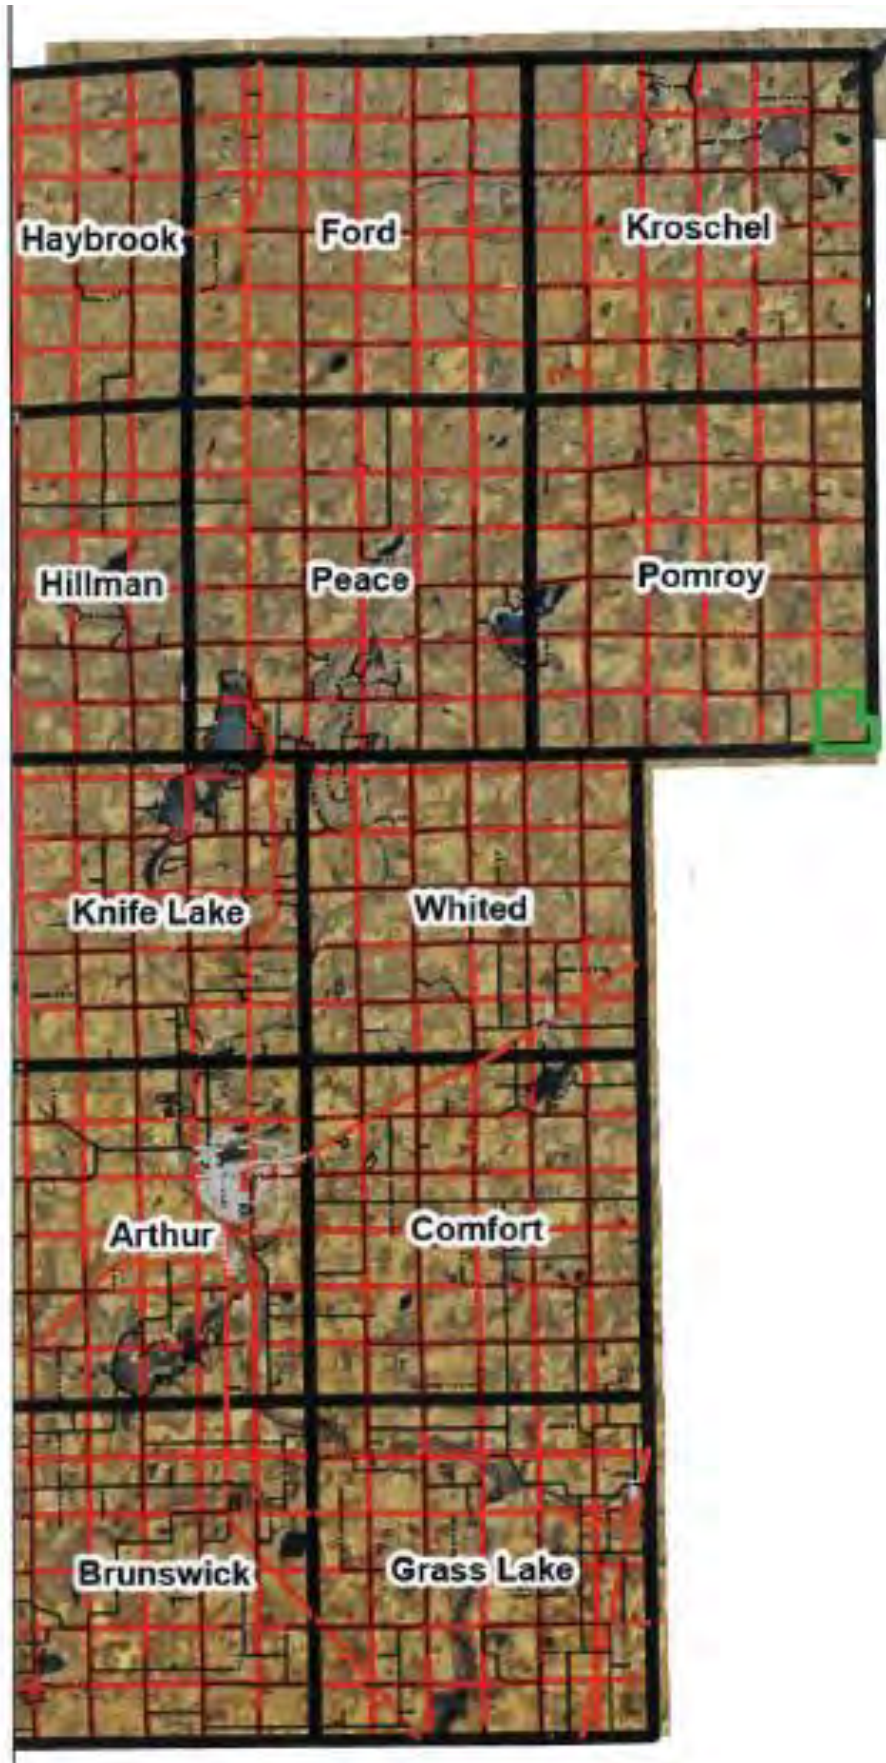 Haybrook
Ford
Kroschel
Hillman
Peace
Pomroy
Knife Lake
Whited
Arthur
Comfort
Brunswick
Grass Lake